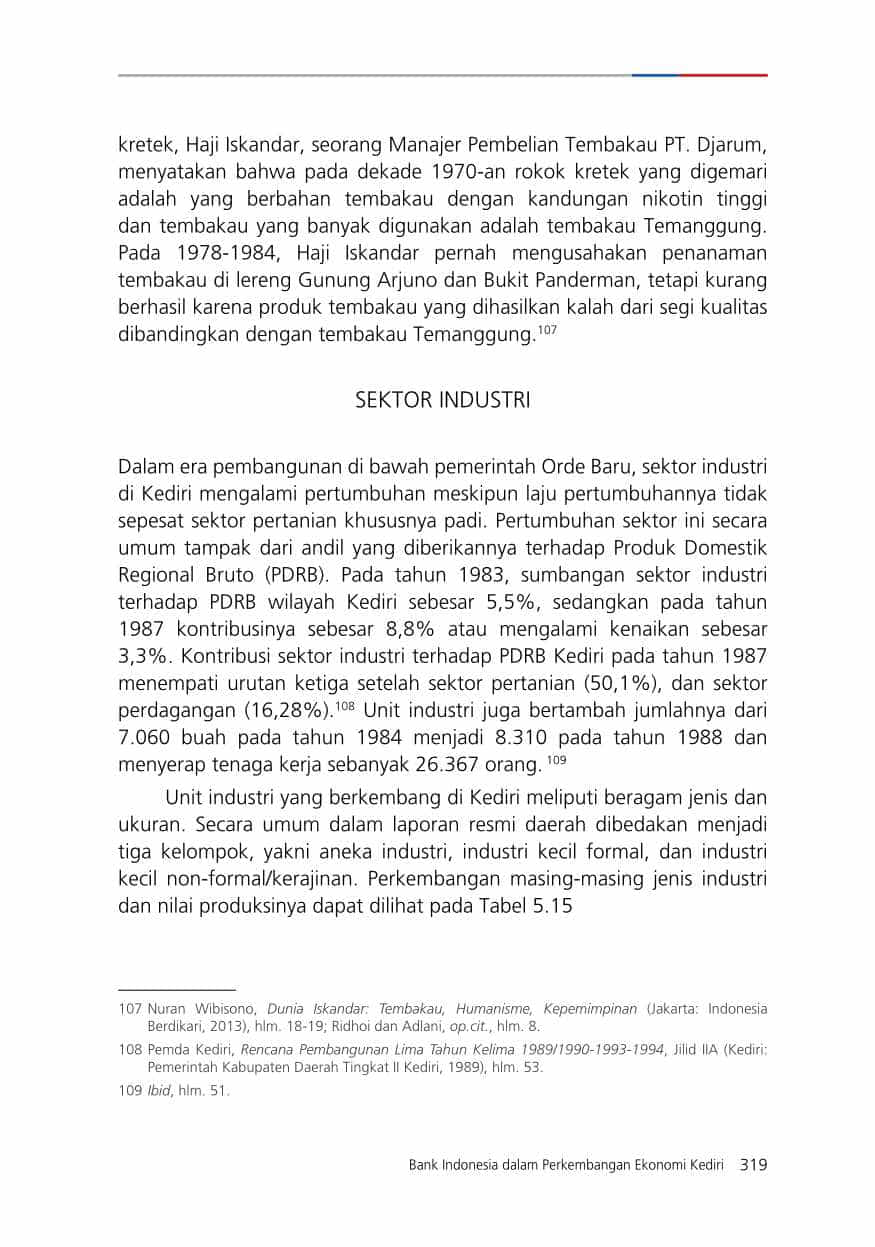 kretek, Haji Iskandar, seorang Manajer Pembelian Tembakau PT. Djarum,
menyatakan bahwa pada dekade 1970-an rokok kretek yang digemari
adalah yang berbahan tembakau dengan kandungan nikotin tinggi
dan tembakau yang banyak digunakan adalah tembakau Temanggung.
Pada 1978-1984, Haji Iskandar pernah mengusahakan penanaman
tembakau di lereng Gunung Arjuno dan Bukit Panderman, tetapi kurang
berhasil karena produk tembakau yang dihasilkan kalah dari segi kualitas
dibandingkan dengan tembakau Temanggung.107
SEKTOR INDUSTRI
Dalam era pembangunan di bawah pemerintah Orde Baru, sektor industri
di Kediri mengalami pertumbuhan meskipun laju pertumbuhannya tidak
sepesat sektor pertanian khususnya padi. Pertumbuhan sektor ini secara
umum tampak dari andil yang diberikannya terhadap Produk Domestik
Regional Bruto (PDRB). Pada tahun 1983, sumbangan sektor industri
terhadap PDRB wilayah Kediri sebesar 5,5%, sedangkan pada tahun
1987 kontribusinya sebesar 8,8% atau mengalami kenaikan sebesar
3,3%. Kontribusi sektor industri terhadap PDRB Kediri pada tahun 1987
menempati urutan ketiga setelah sektor pertanian (50,1%), dan sektor
perdagangan (16,28%).108 Unit industri juga bertambah jumlahnya dari
7.060 buah pada tahun 1984 menjadi 8.310 pada tahun 1988 dan
menyerap tenaga kerja sebanyak 26.367 orang. 109
Unit industri yang berkembang di Kediri meliputi beragam jenis dan
ukuran. Secara umum dalam laporan resmi daerah dibedakan menjadi
tiga kelompok, yakni aneka industri, industri kecil formal, dan industri
kecil non-formal/kerajinan. Perkembangan masing-masing jenis industri
dan nilai produksinya dapat dilihat pada Tabel 5.15
107 Nuran Wibisono, Dunia Iskandar: Tembakau, Humanisme, Kepemimpinan (Jakarta: Indonesia
Berdikari, 2013), hlm. 18-19; Ridhoi dan Adlani, op.cit., hlm. 8.
108 Pemda Kediri, Rencana Pembangunan Lima Tahun Kelima 1989/1990-1993-1994, Jilid IIA (Kediri:
Pemerintah Kabupaten Daerah Tingkat II Kediri, 1989), hlm. 53.
109 Ibid, hlm. 51.
Bank Indonesia dalam Perkembangan Ekonomi Kediri 319